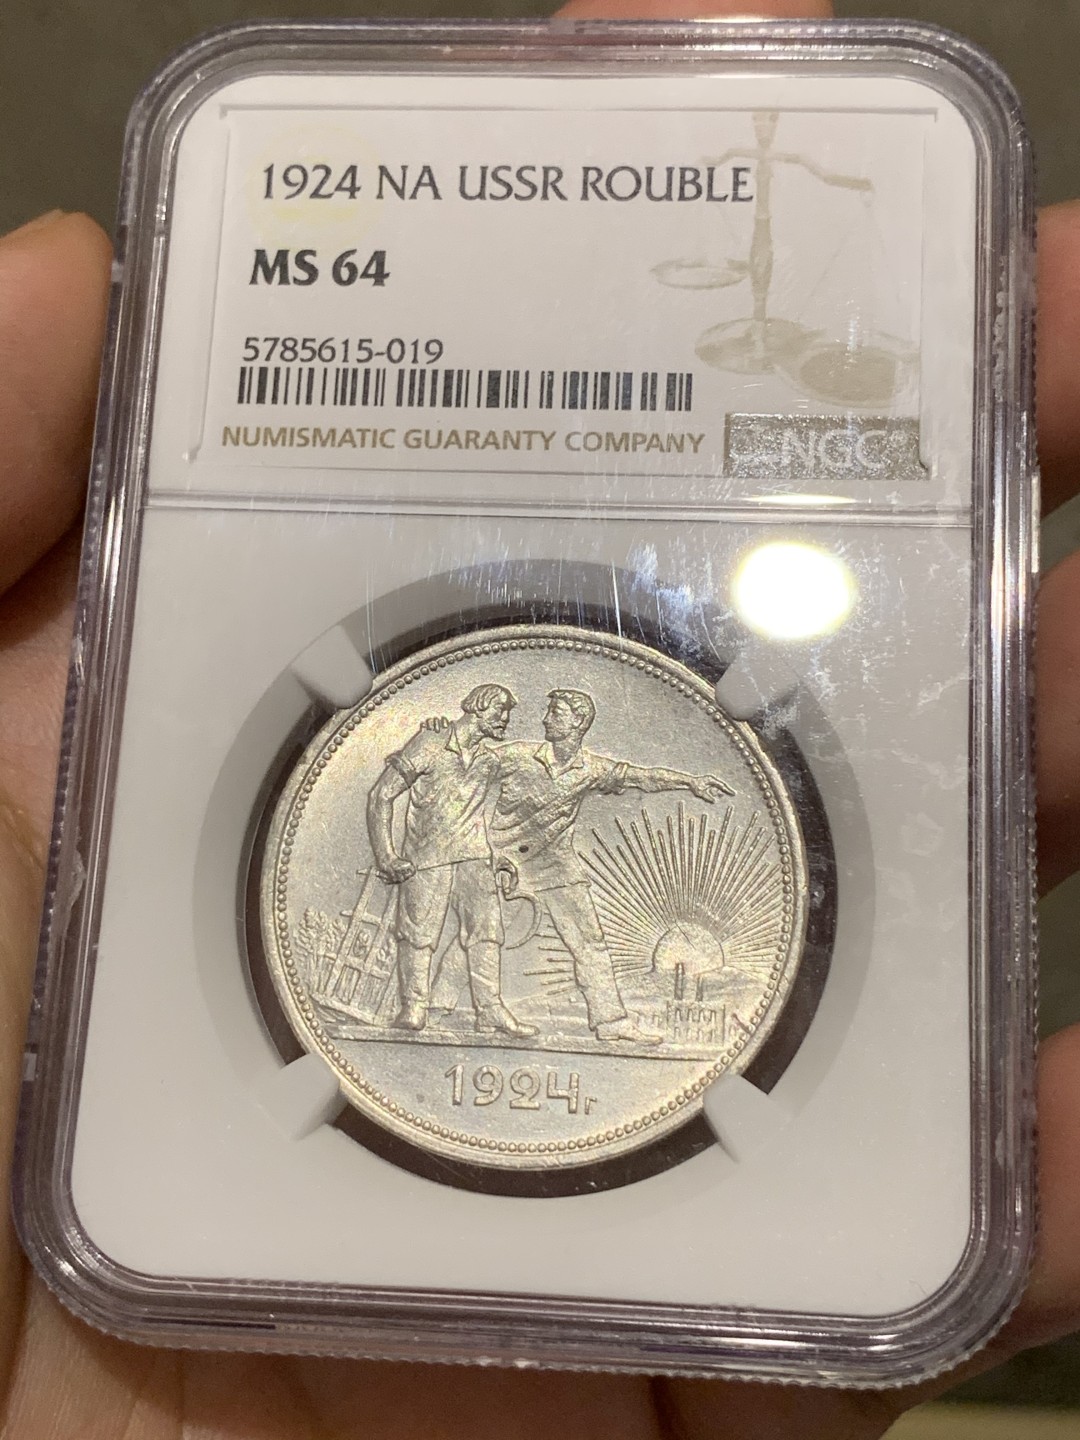 1924 NA USSR ROUBLE
MS 64
5785615-019
NUMISMATIC GUARANTY COMPANY
NGC
1924г